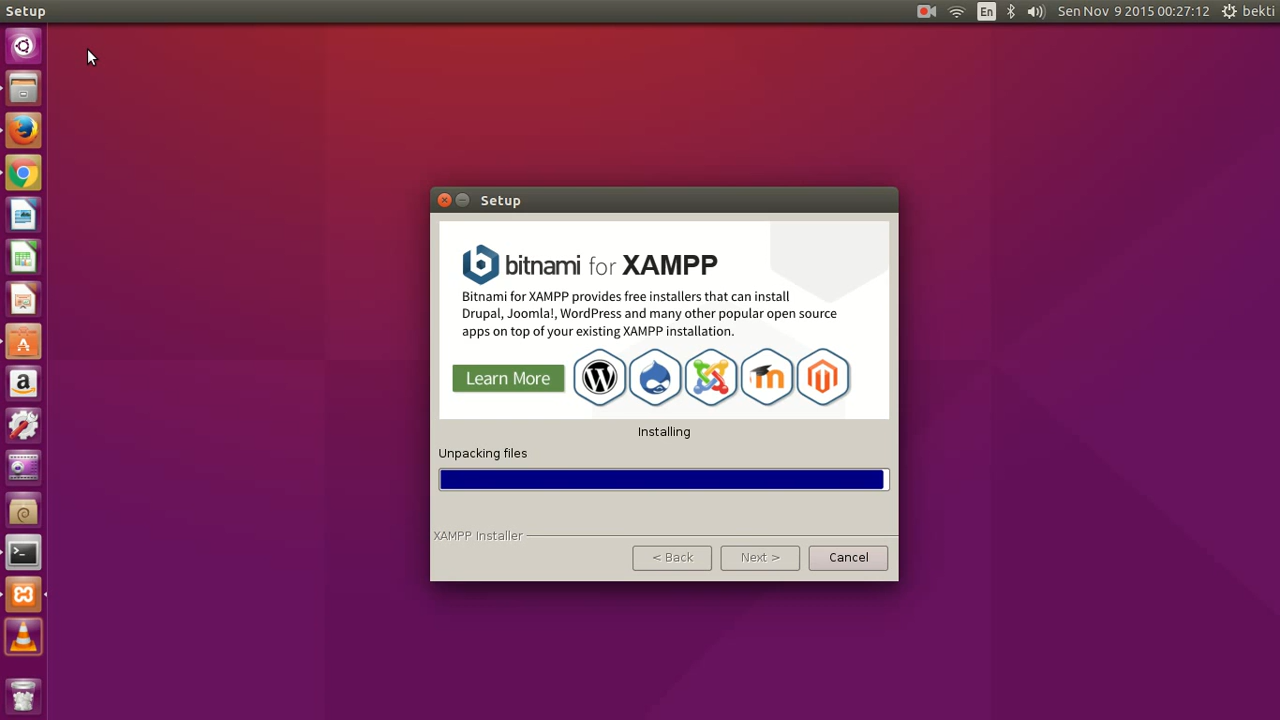 Setup
En
Sen Nov 9 2015 00:27:12
bekti
Setup
bitnami for XAMPP
Bitnami for XAMPP provides free installers that can install
Drupal, Joomla!, WordPress and many other popular open source
apps on top of your existing XAMPP installation.
Learn More
Installing
Unpacking files
XAMPP Installer
< Back
Next >
Cancel